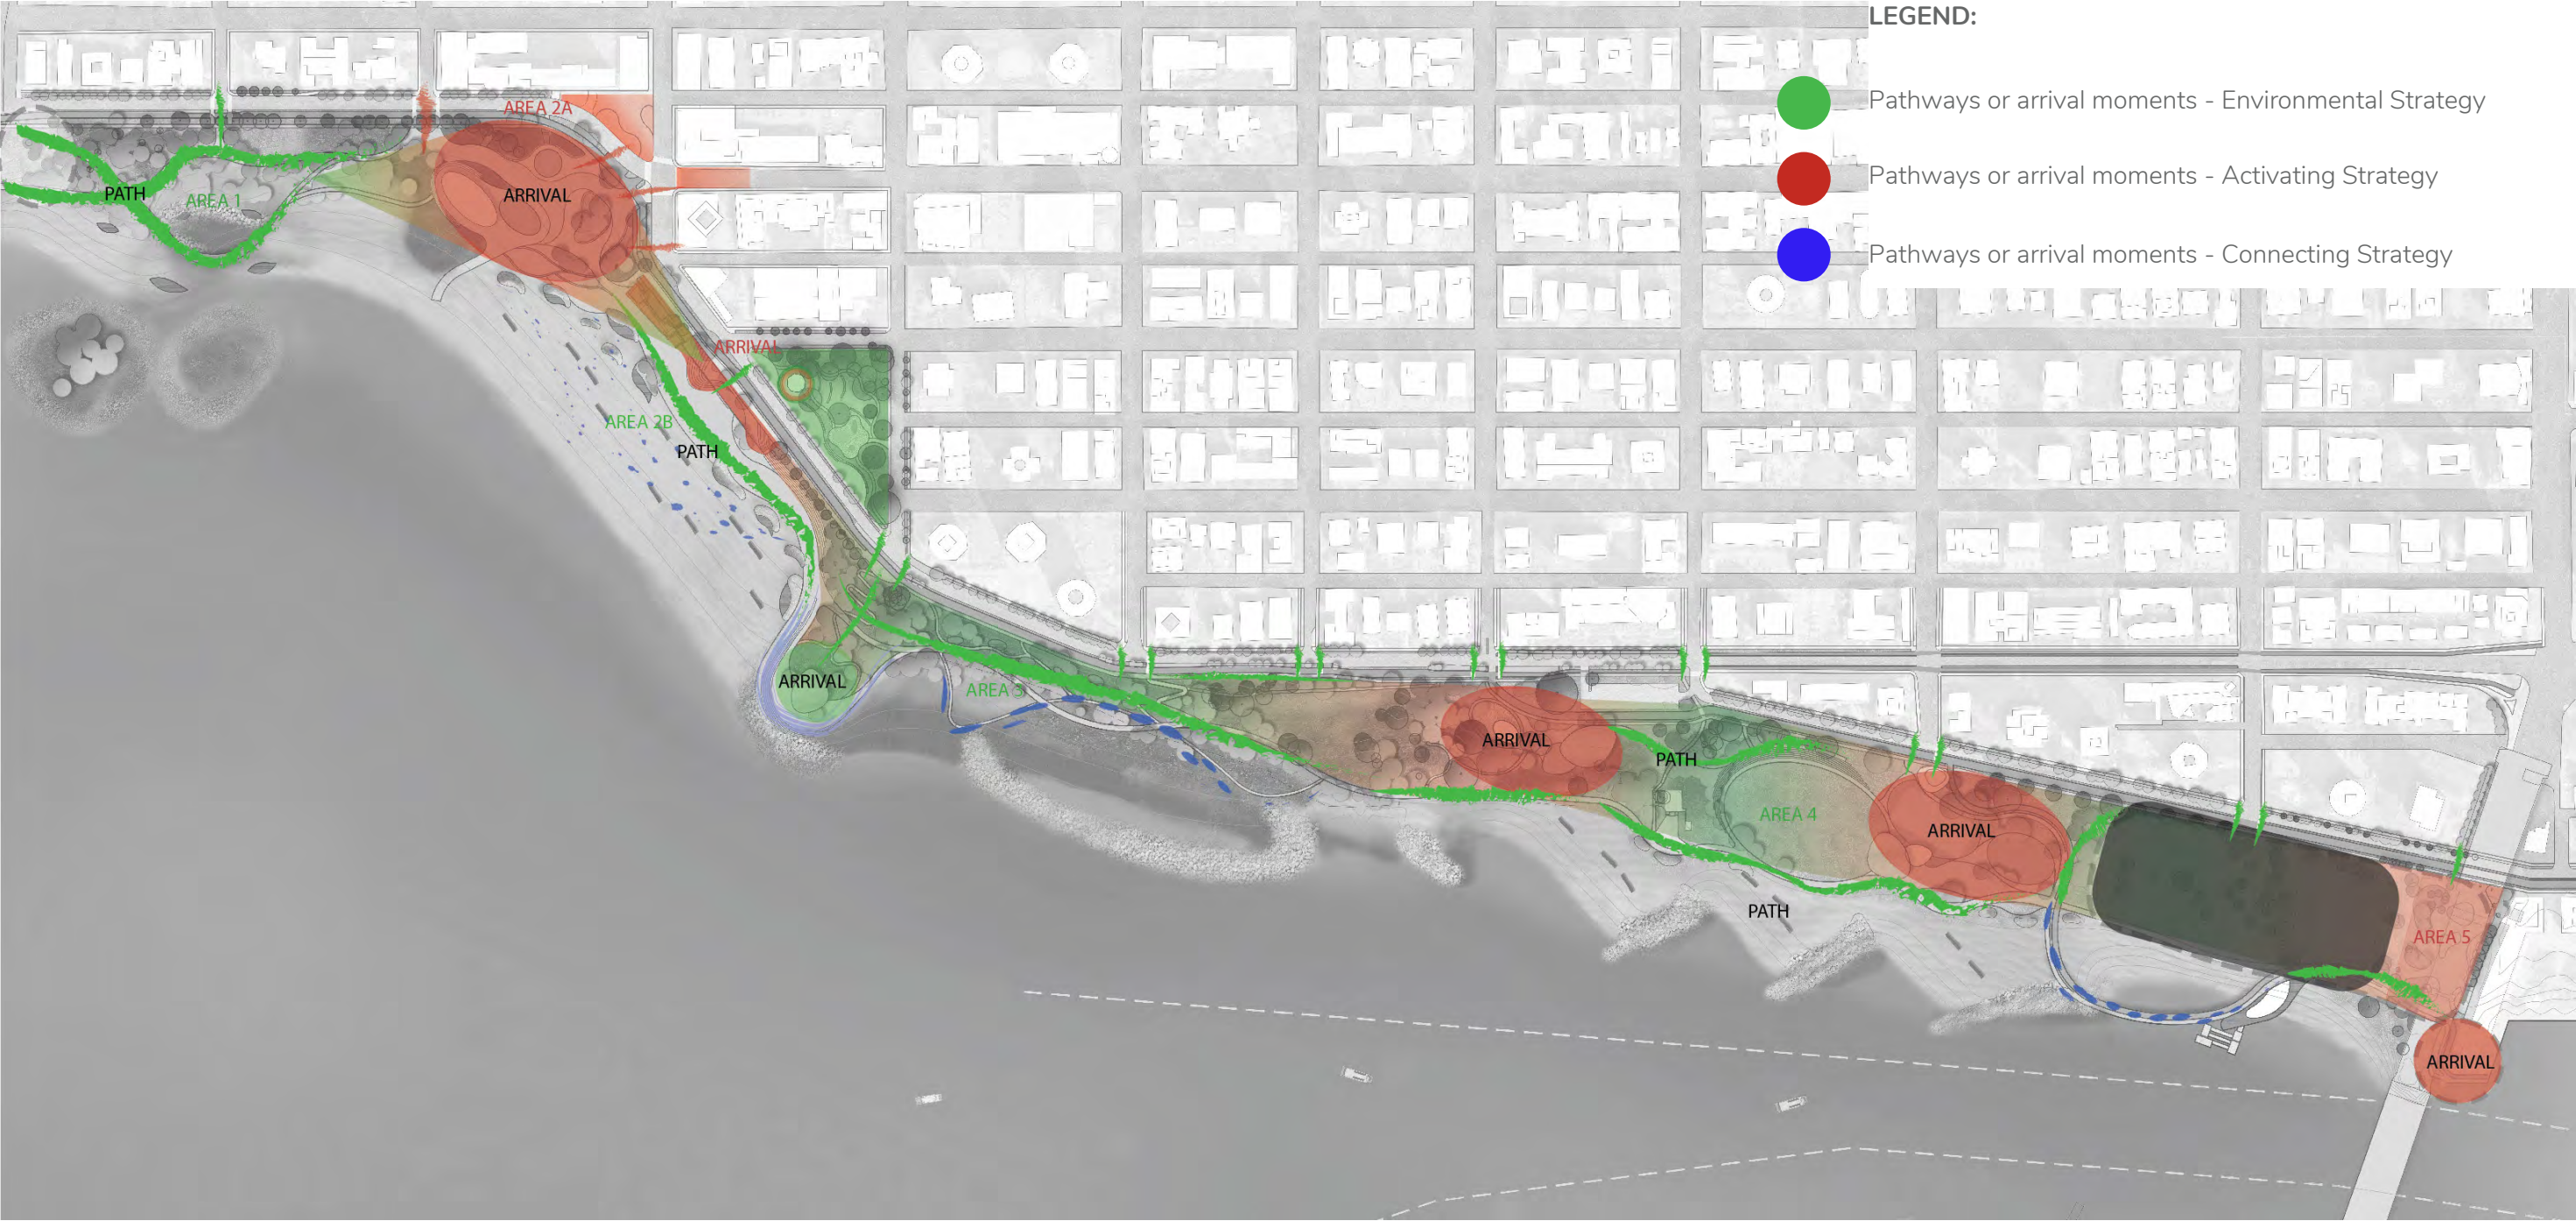 LEGEND:
Pathways or arrival moments - Environmental Strategy
Pathways or arrival moments - Activating Strategy
Pathways or arrival moments - Connecting Strategy
AREA 2A
PATH
AREA 1
ARRIVAL
ARRIVAL
AREA 2B
PATH
ARRIVAL
AREA 3
ARRIVAL
PATH
AREA 4
ARRIVAL
PATH
AREA 5
ARRIVAL